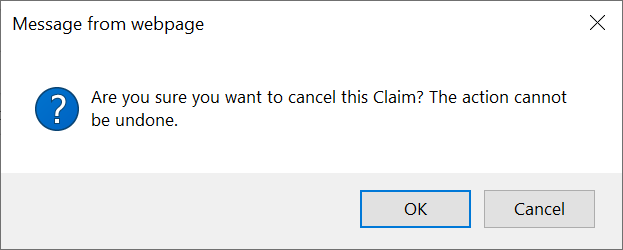 Message from webpage
Are you sure you want to cancel this Claim? The action cannot
be undone.
OK
Cancel